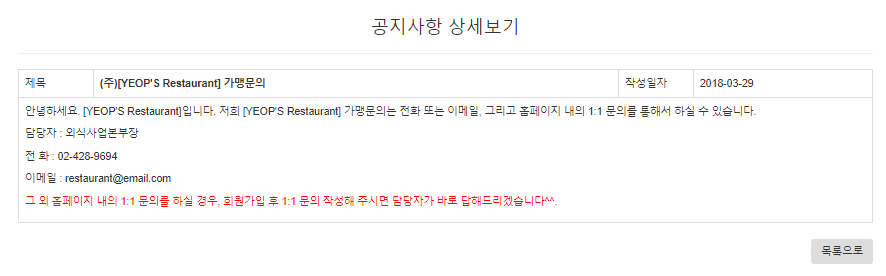 공지사항 상세보기
제목 (주)[YEOP'S Restaurant] 가맹문의 작성일자 2018-03-29
안녕하세요. [YEOP'S Restaurant]입니다. 저희 [YEOP'S Restaurant] 가맹문의는 전화 또는 이메일, 그리고 홈페이지 내의 1:1 문의를 통해서 하실 수 있습니다.
담당자 : 외식사업본부장
전 화 : 02-428-9694
이메일 : restaurant@email.com
그 외 홈페이지 내의 1:1 문의를 하실 경우, 회원가입 후 1:1 문의 작성해 주시면 담당자가 바로 답해드리겠습니다^^.
목록으로